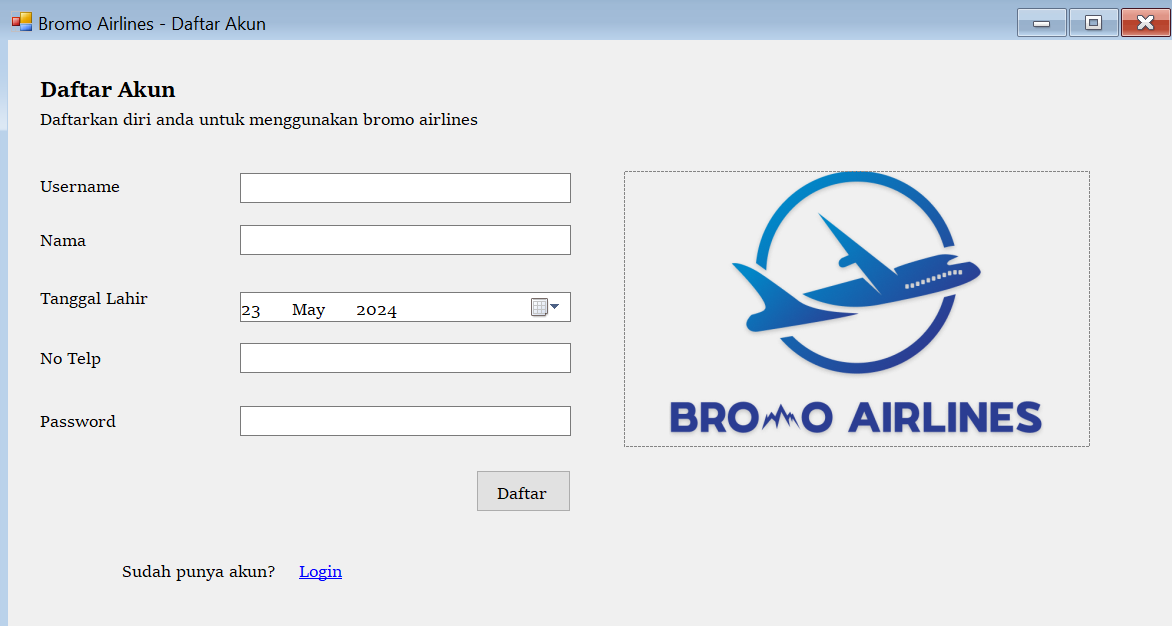 Bromo Airlines - Daftar Akun
Daftar Akun
Daftarkan diri anda untuk menggunakan bromo airlines
Username
Nama
Tanggal Lahir
23 May 2024
No Telp
Password
Daftar
Sudah punya akun? Login
BROMO AIRLINES